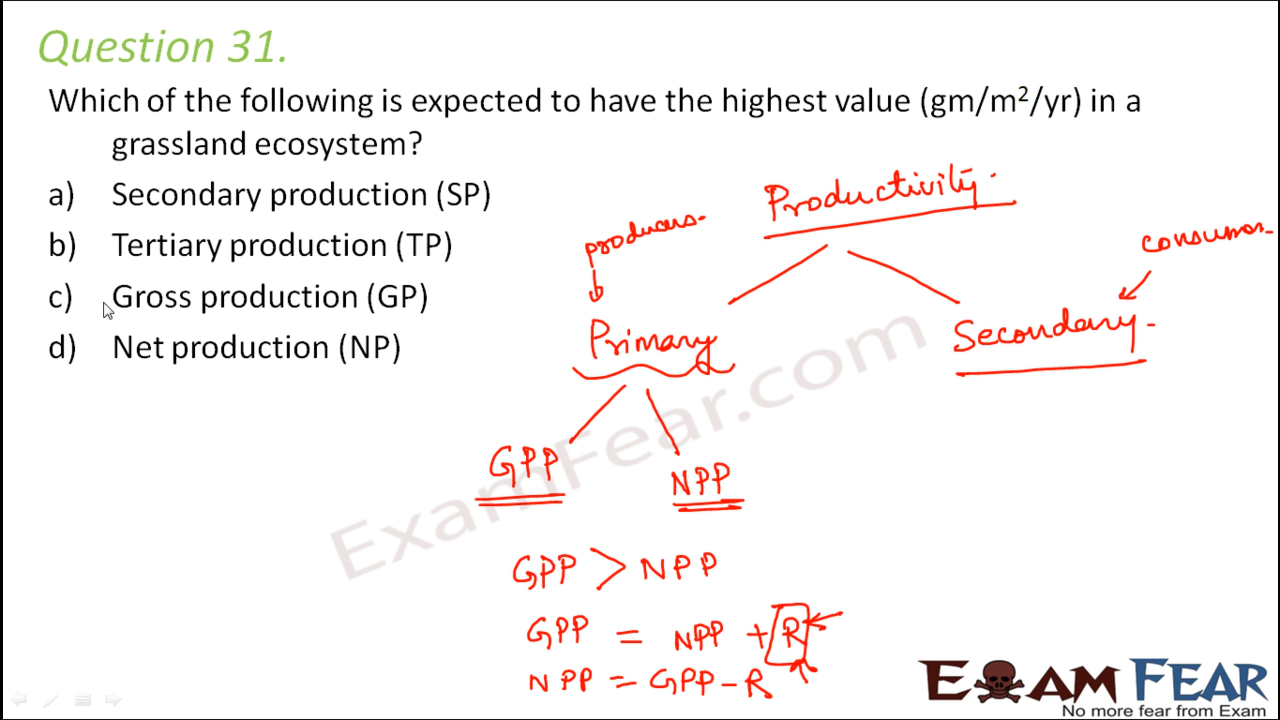 Question 31.
Which of the following is expected to have the highest value (gm/m²/yr) in a
grassland ecosystem?
a) Secondary production (SP)
b) Tertiary production (TP)
c) Gross production (GP)
d) Net production (NP)
Productivity.
producers.
consumers.
Primary
Secondary.
GPP
NPP
GPP > NPP
GPP = NPP + R
NPP = GPP - R
ExamFear.com
EXAM FEAR
No more fear from Exam